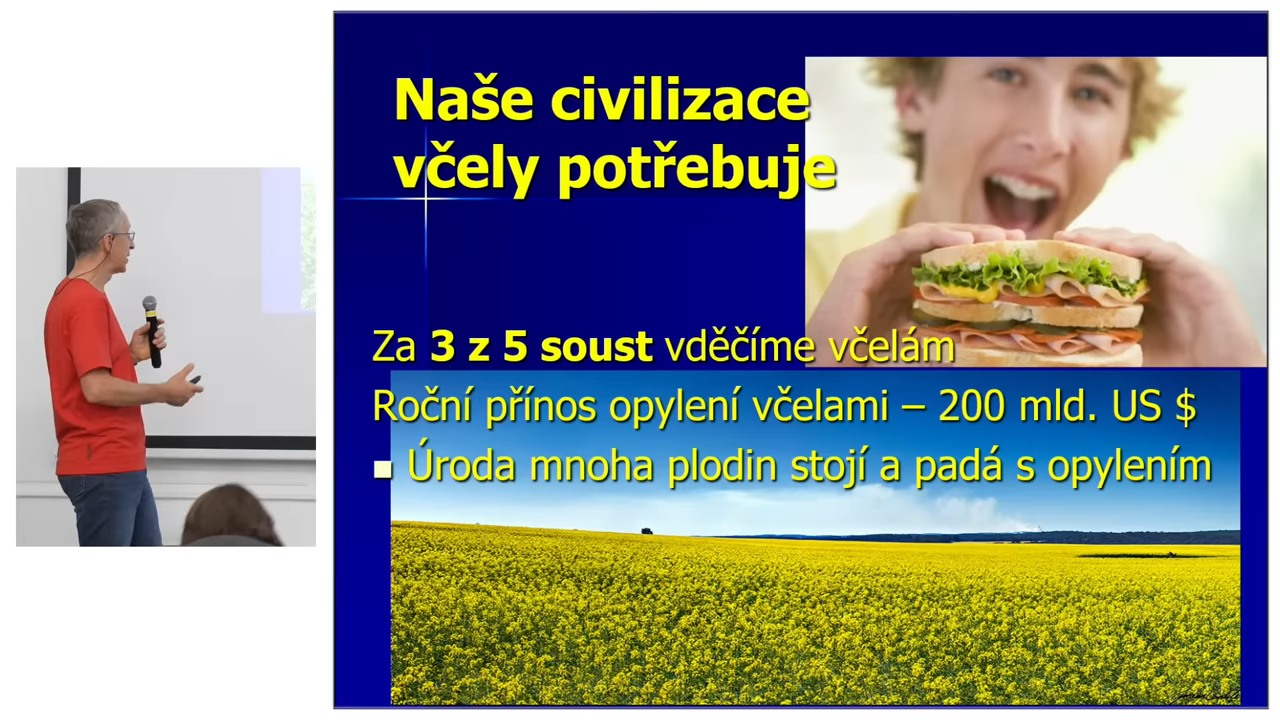 Naše civilizace
včely potřebuje
Za 3 z 5 soust vděčíme včelám
Roční přínos opylení včelami – 200 mld. US $
Úroda mnoha plodin stojí a padá s opylením